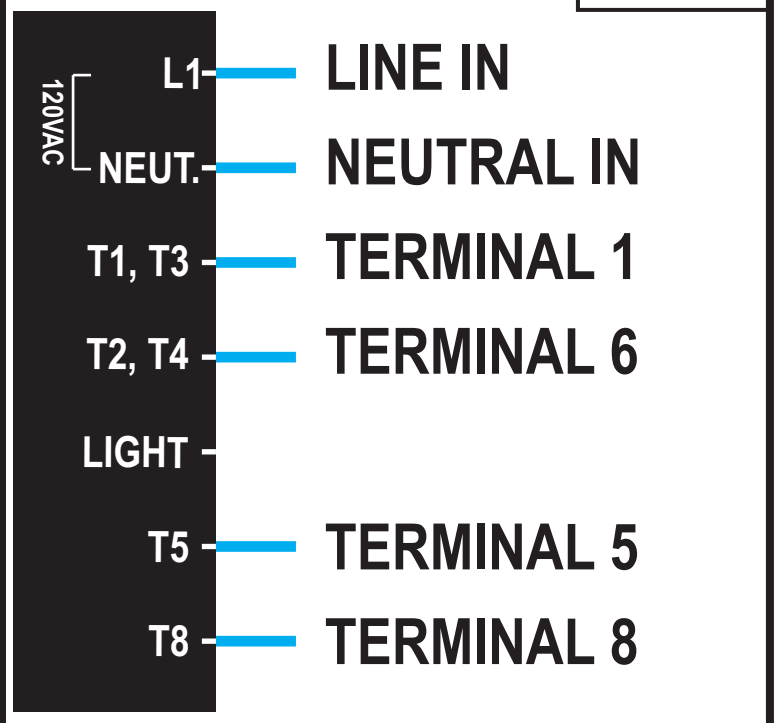 L1 LINE IN
120VAC
NEUT. NEUTRAL IN
T1, T3 TERMINAL 1
T2, T4 TERMINAL 6
LIGHT
T5 TERMINAL 5
T8 TERMINAL 8